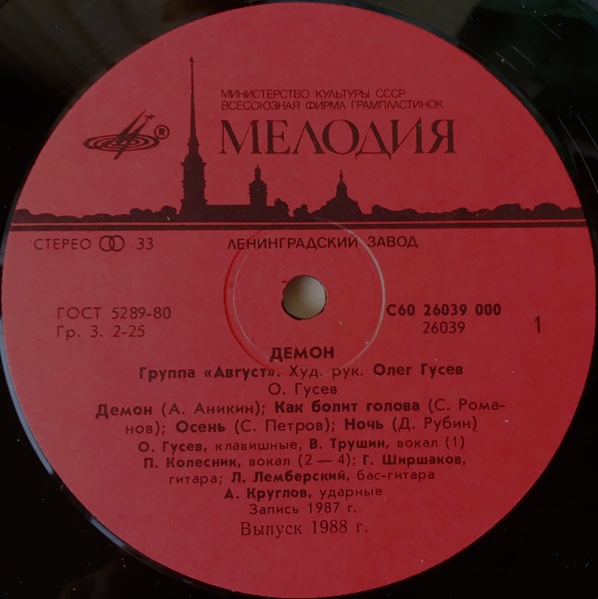 МИНИСТЕРСТВО КУЛЬТУРЫ СССР
ВСЕСОЮЗНАЯ ФИРМА ГРАМПЛАСТИНОК
®
МЕЛОДИЯ
СТЕРЕО 33
ЛЕНИНГРАДСКИЙ ЗАВОД
ГОСТ 5289-80
Гр. 3. 2-25
С60 26039 000
26039
1
ДЕМОН
Группа «Август». Худ. рук. Олег Гусев
О. Гусев
Демон (А. Аникин); Как болит голова (С. Рома-
нов); Осень (С. Петров); Ночь (Д. Рубин)
О. Гусев, клавишные, В. Трушин, вокал (1)
П. Колесник, вокал (2 — 4); Г. Ширшаков,
гитара; Л. Лемберский, бас-гитара
А. Круглов, ударные
Запись 1987 г.
Выпуск 1988 г.